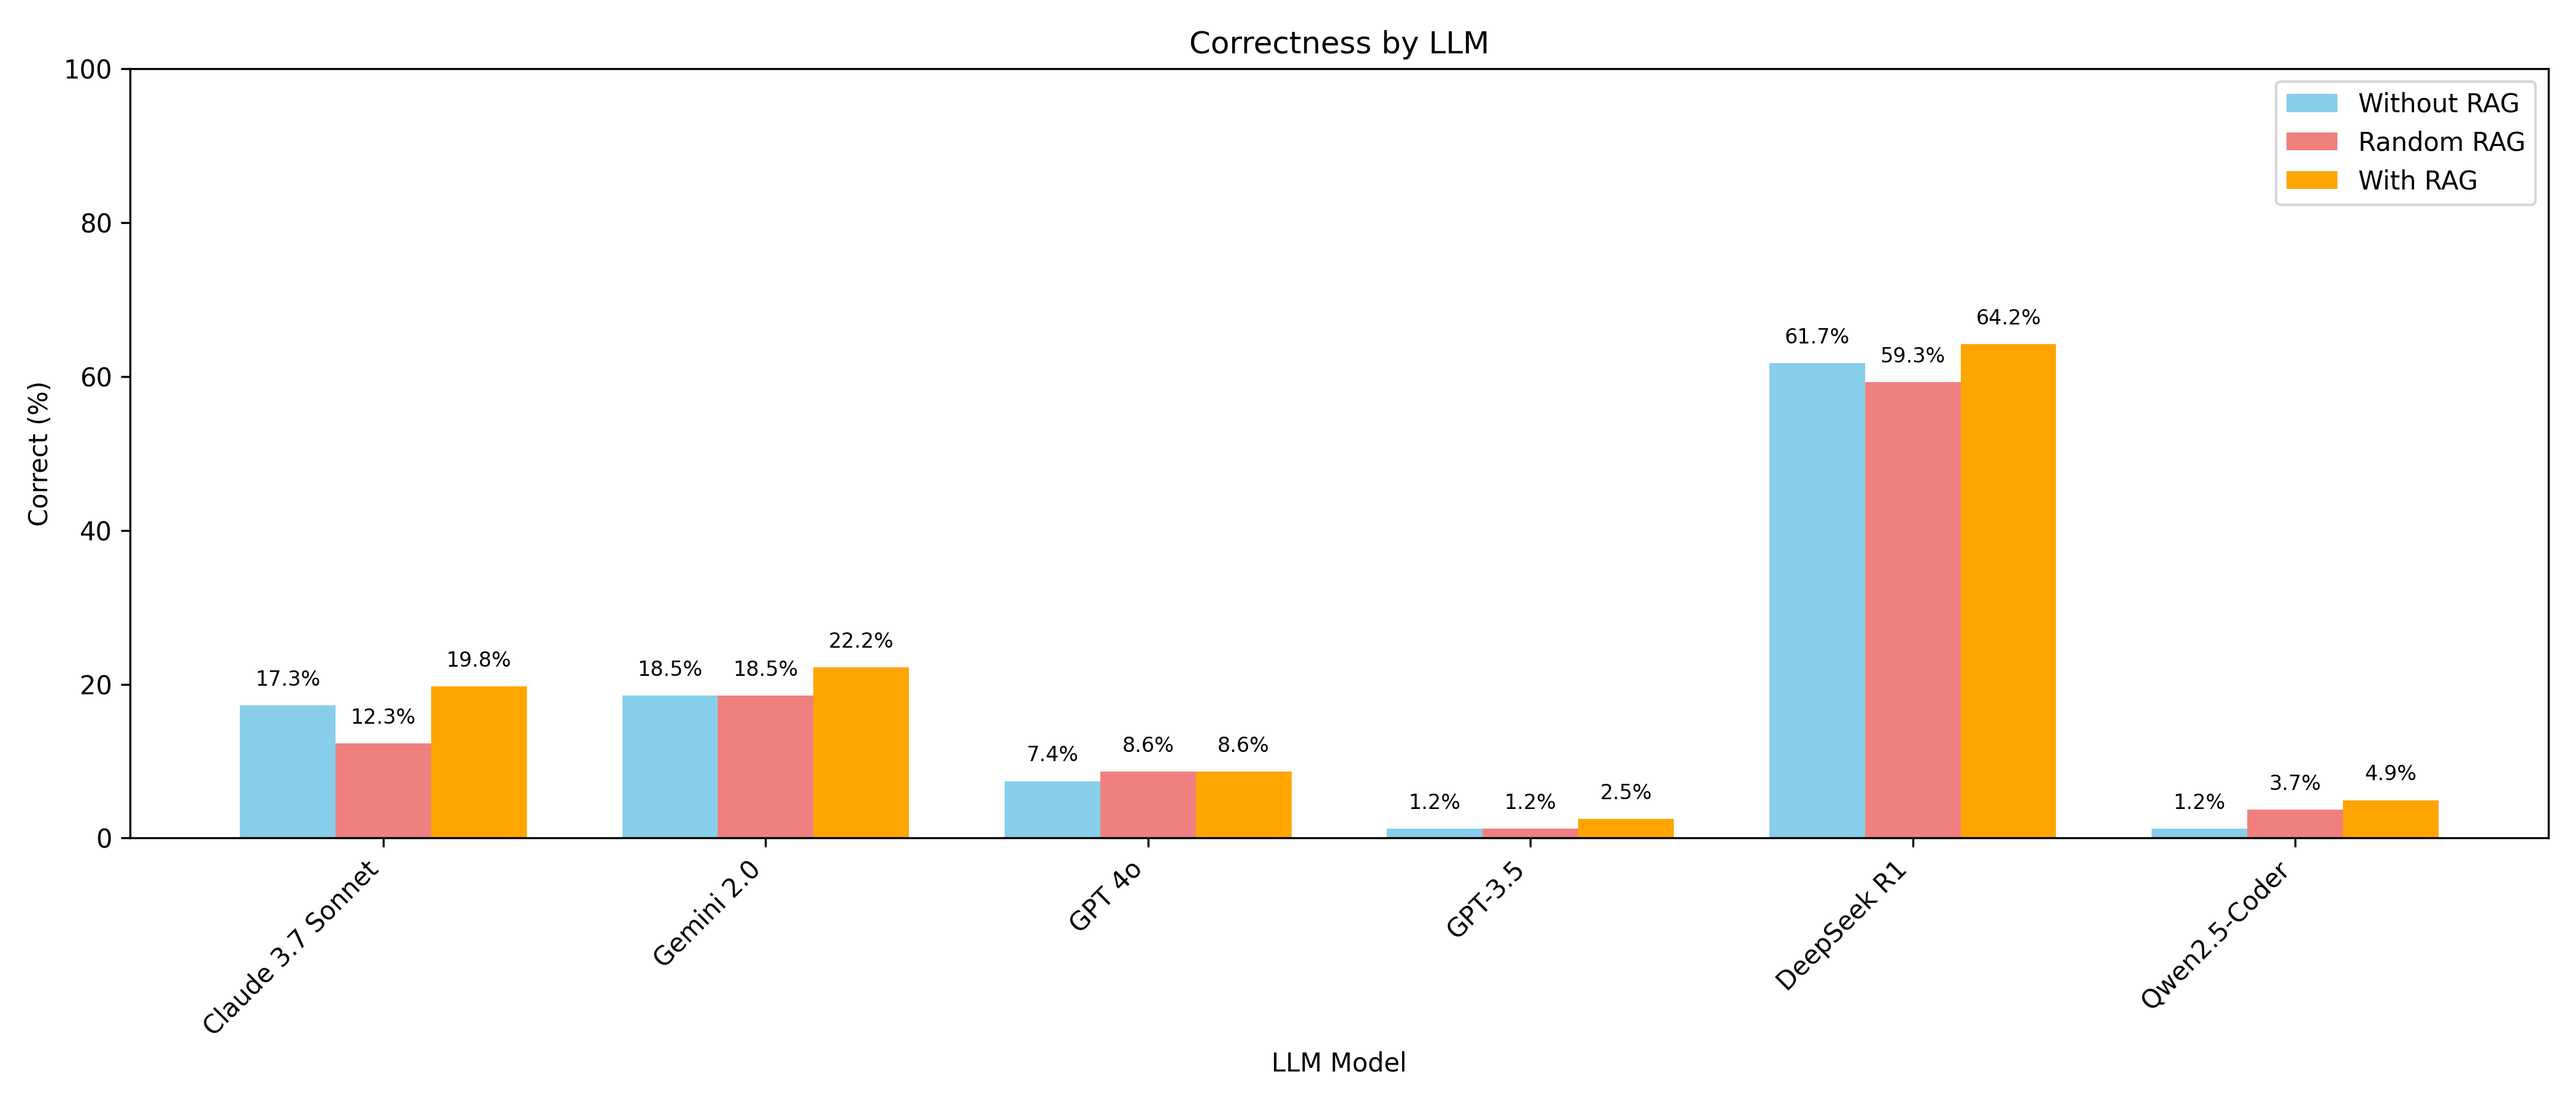 Correctness by LLM
100
80
60
40
20
0
Correct (%)
Without RAG
Random RAG
With RAG
17.3%
12.3%
19.8%
18.5%
18.5%
22.2%
7.4%
8.6%
8.6%
1.2%
1.2%
2.5%
61.7%
59.3%
64.2%
1.2%
3.7%
4.9%
Claude 3.7 Sonnet
Gemini 2.0
GPT 4o
GPT-3.5
DeepSeek R1
Qwen2.5-Coder
LLM Model